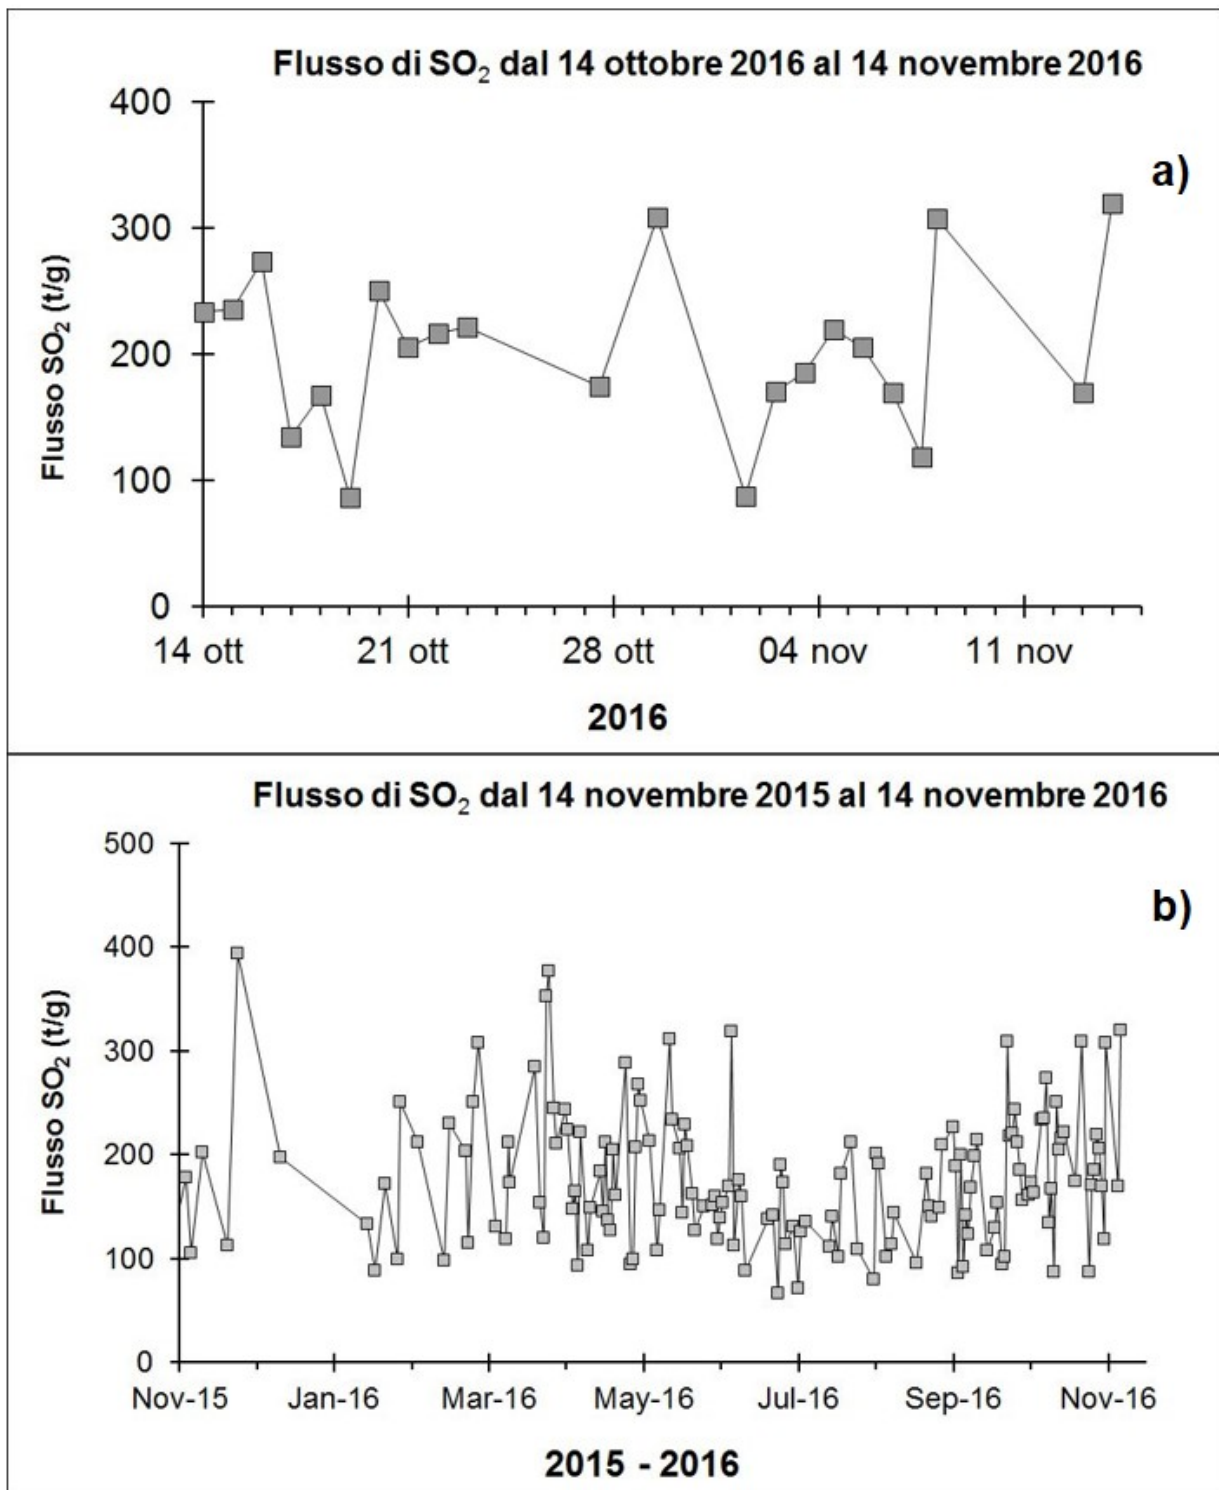 Flusso di SO₂ dal 14 ottobre 2016 al 14 novembre 2016
a)
400
300
200
100
0
Flusso SO₂ (t/g)
14 ott 21 ott 28 ott 04 nov 11 nov
2016
Flusso di SO₂ dal 14 novembre 2015 al 14 novembre 2016
b)
500
400
300
200
100
0
Flusso SO₂ (t/g)
Nov-15 Jan-16 Mar-16 May-16 Jul-16 Sep-16 Nov-16
2015 - 2016